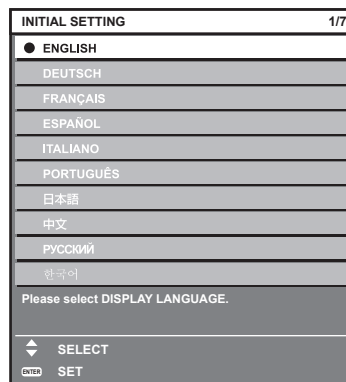 INITIAL SETTING 1/7
ENGLISH
DEUTSCH
FRANÇAIS
ESPAÑOL
ITALIANO
PORTUGUÊS
日本語
中文
РУССКИЙ
한국어
Please select DISPLAY LANGUAGE.
SELECT
ENTER SET